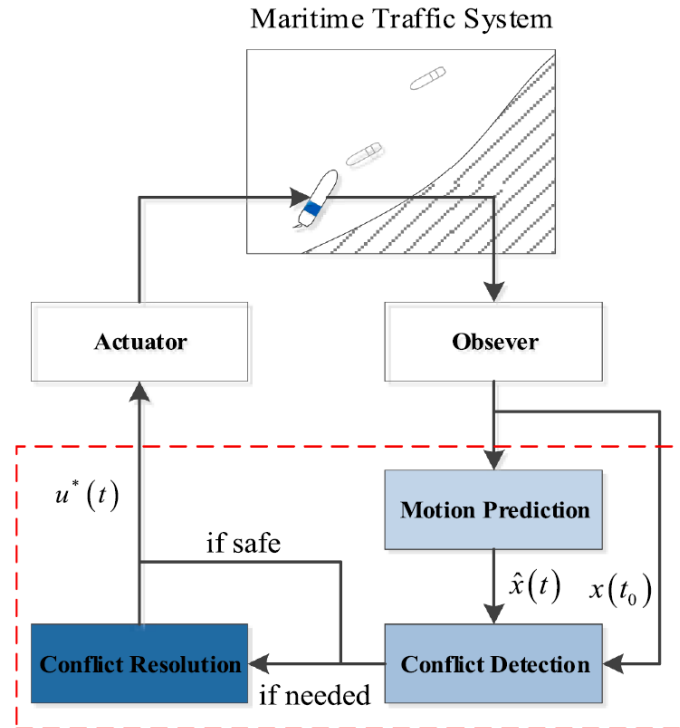 Maritime Traffic System
Actuator
Obsever
u*(t)
Motion Prediction
if safe
x̂(t)
x(t₀)
Conflict Resolution
Conflict Detection
if needed